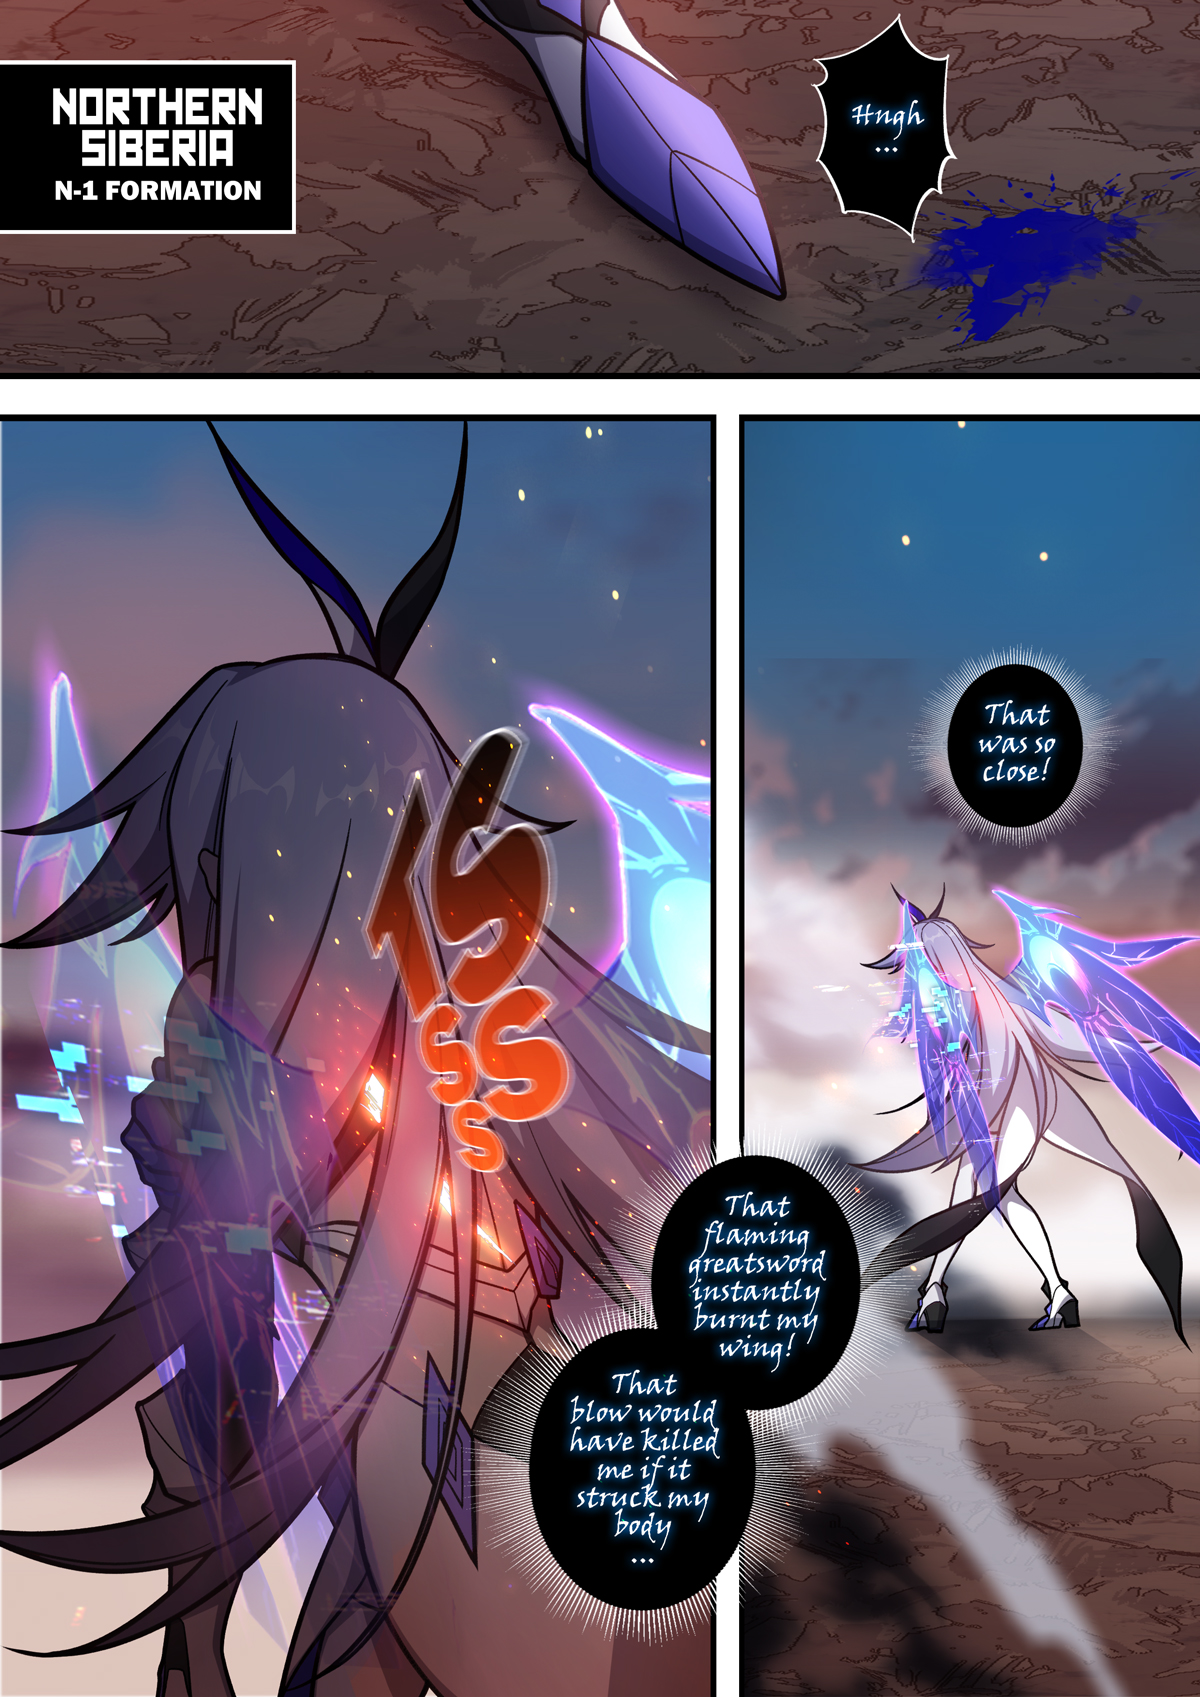 NORTHERN
SIBERIA
N-1 FORMATION
Hngh
...
That
was so
close!
That
flaming
greatsword
instantly
burnt my
wing!
That
blow would
have killed
me if it
struck my
body
...